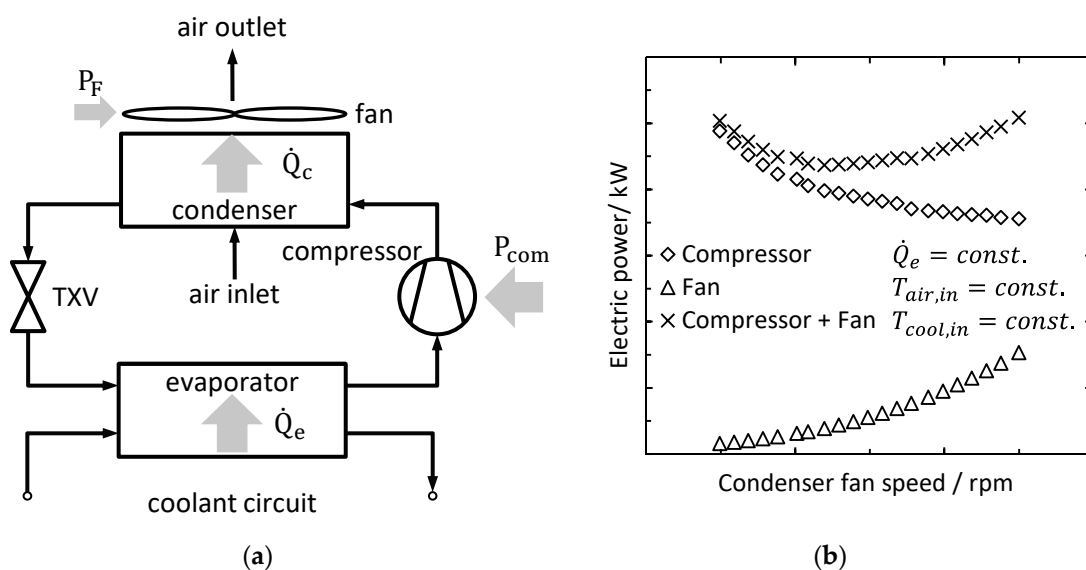 air outlet
P_F
fan
Q̇_c
condenser
compressor
P_com
TXV
air inlet
evaporator
Q̇_e
coolant circuit
(a)
Electric power/ kW
Compressor
Q̇_e = const.
Fan
T_air,in = const.
Compressor + Fan
T_cool,in = const.
Condenser fan speed / rpm
(b)